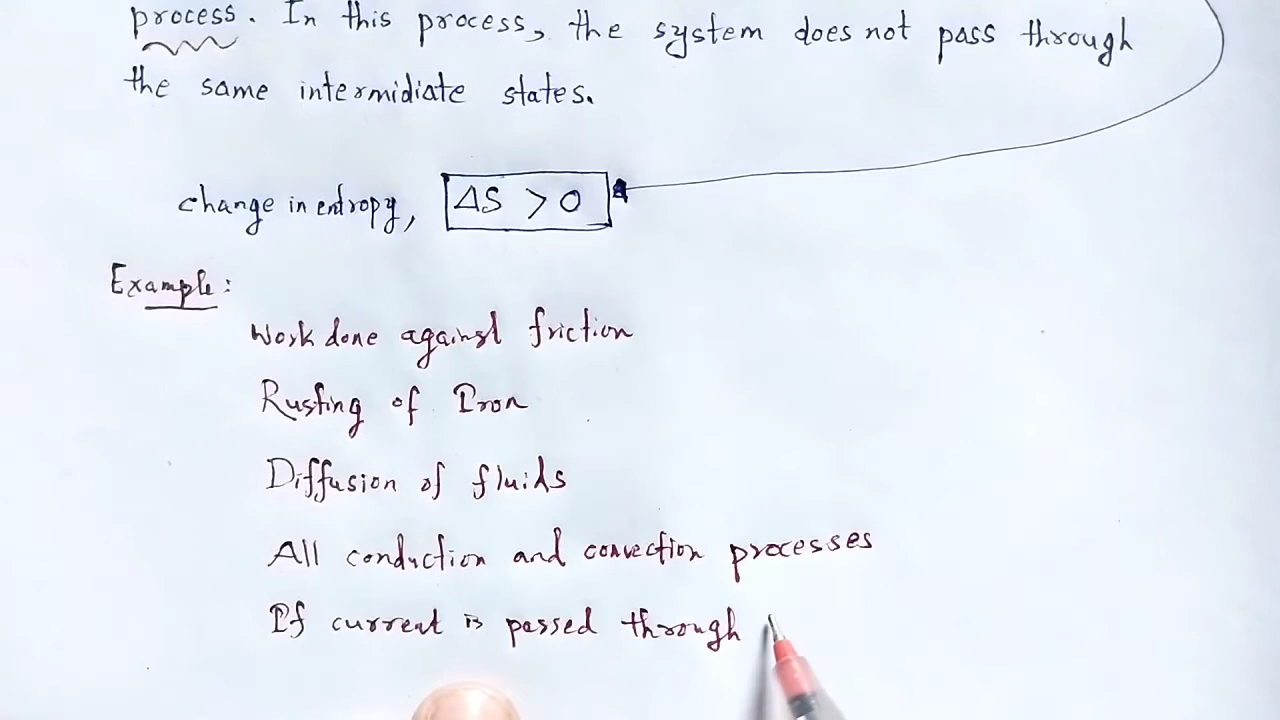 process. In this process, the system does not pass through
the same intermidiate states.
change in entropy, ΔS > 0
Example:
Work done against friction
Rusting of Iron
Diffusion of fluids
All conduction and convection processes
If current is passed through